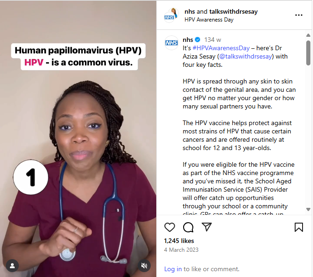 nhs and talkswithdrsesay
HPV Awareness Day
Human papillomavirus (HPV)
HPV - is a common virus.
1
NHS
nhs 134 w
It's #HPVAwarenessDay – here's Dr
Aziza Sesay (@talkswithdrsesay) with
four key facts.
HPV is spread through any skin to skin
contact of the genital area, and you can
get HPV no matter your gender or how
many sexual partners you have.
The HPV vaccine helps protect against
most strains of HPV that cause certain
cancers and are offered routinely at
school for 12 and 13 year-olds.
If you were eligible for the HPV vaccine
as part of the NHS vaccine programme
and you've missed it, the School Aged
Immunisation Service (SAIS) Provider
will offer catch up opportunities
through your school or a community
clinic. GPs can also offer a catch-up
1,245 likes
4 March 2023
Log in to like or comment.